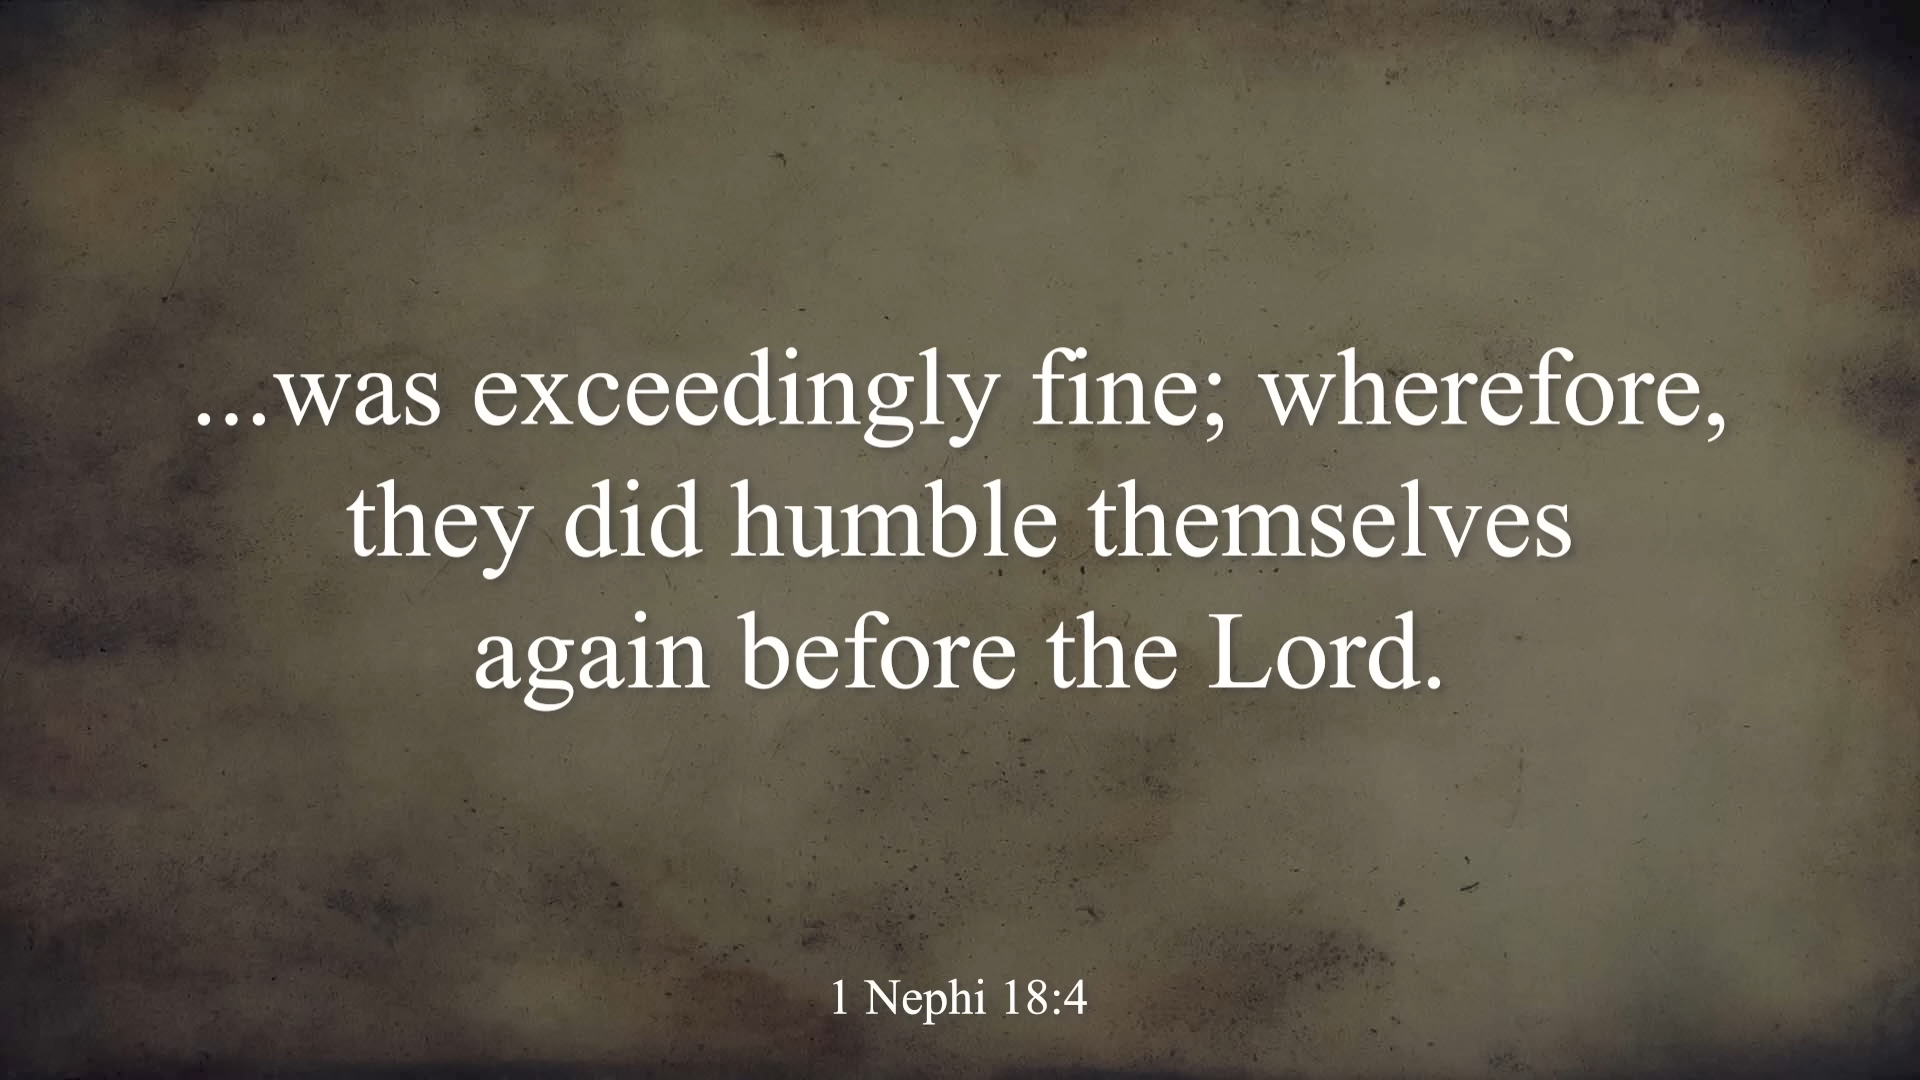 ...was exceedingly fine; wherefore,
they did humble themselves
again before the Lord.
1 Nephi 18:4